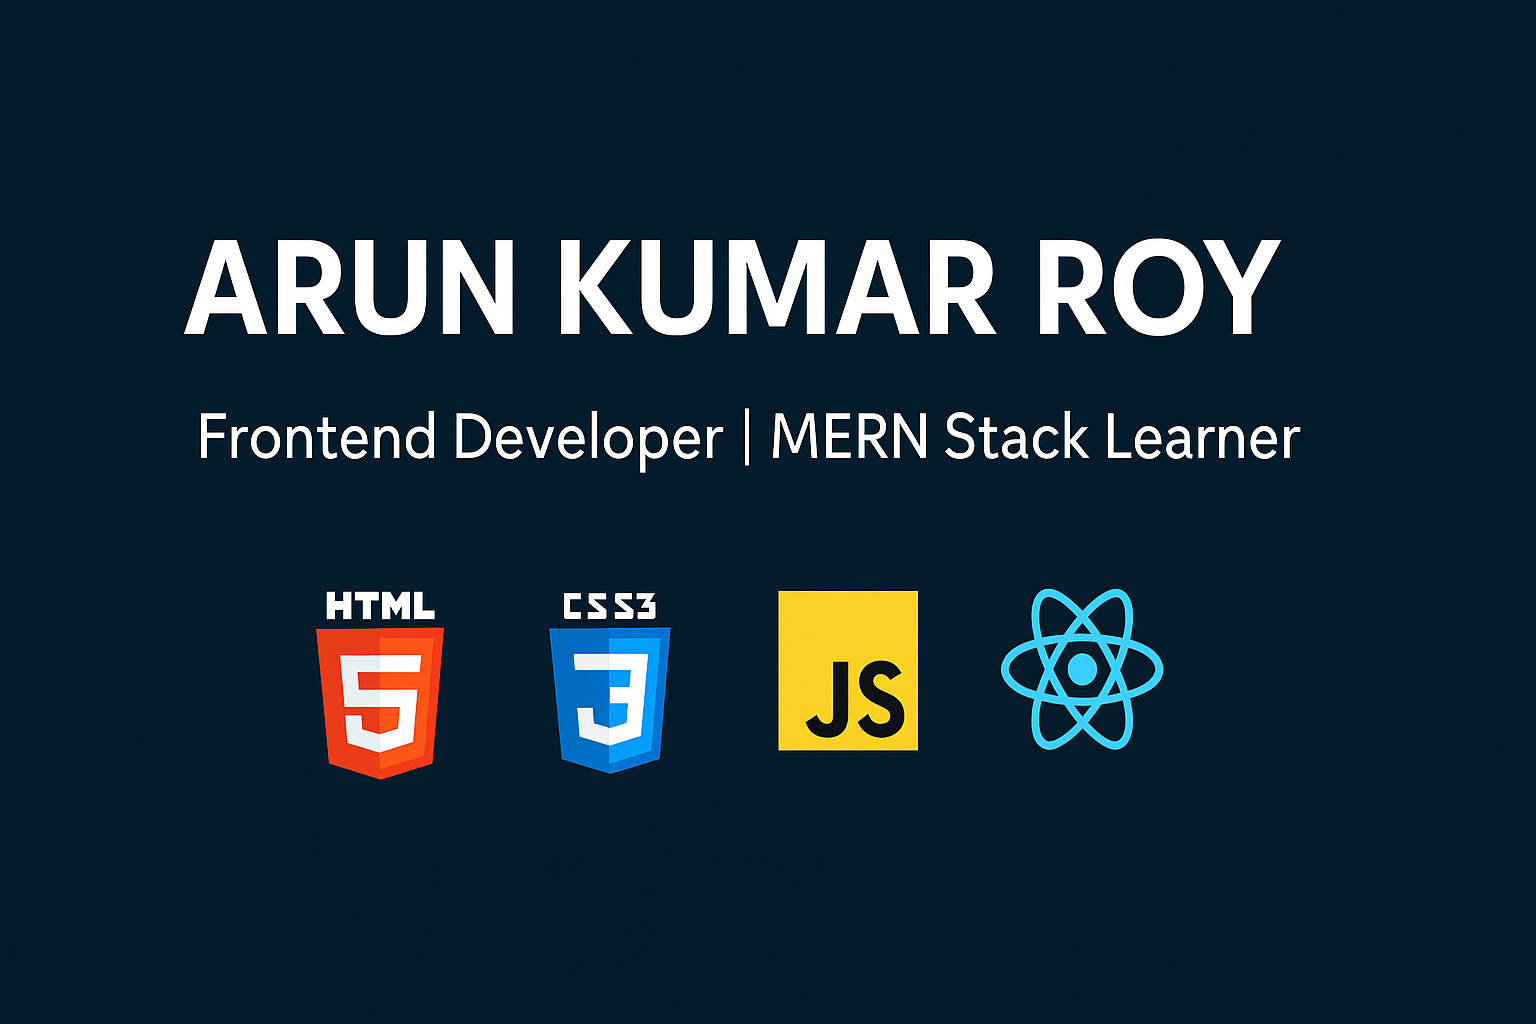 ARUN KUMAR ROY
Frontend Developer | MERN Stack Learner
HTML CSS3
5 3 JS